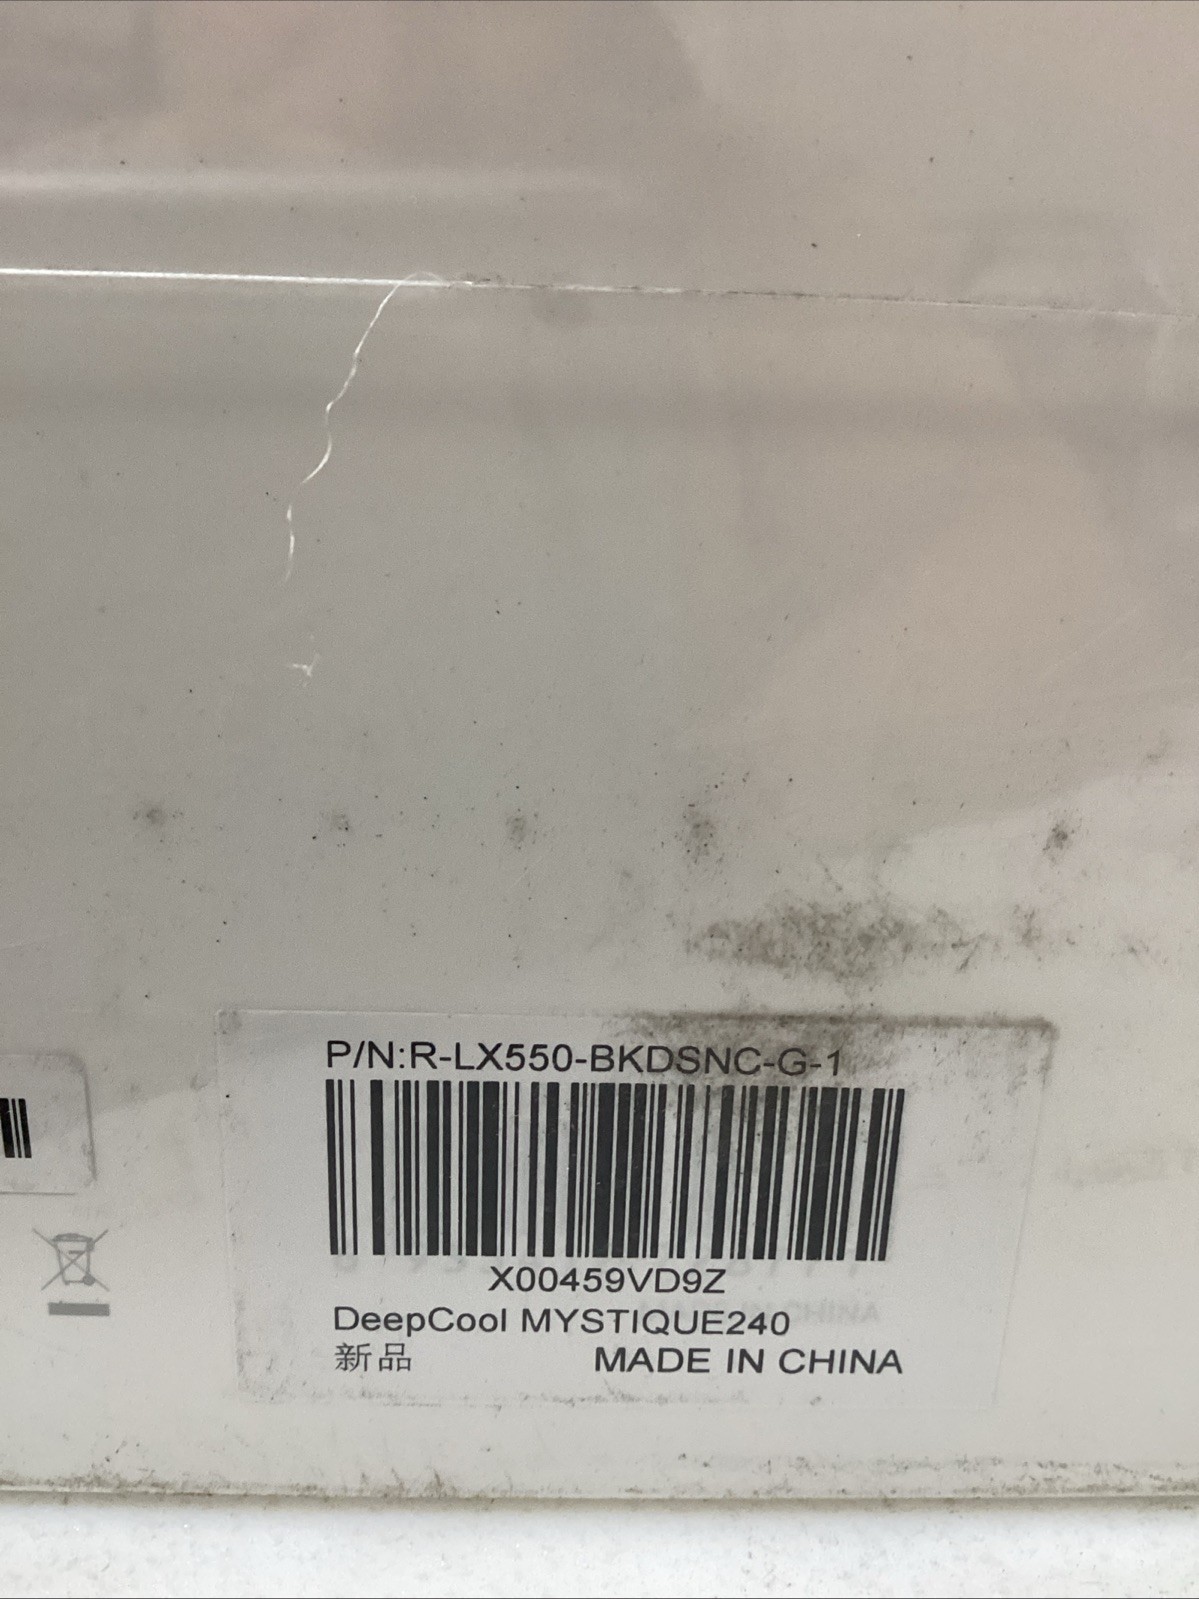 P/N:R-LX550-BKDSNC-G-1
X00459VD9Z
DeepCool MYSTIQUE240
新品
MADE IN CHINA